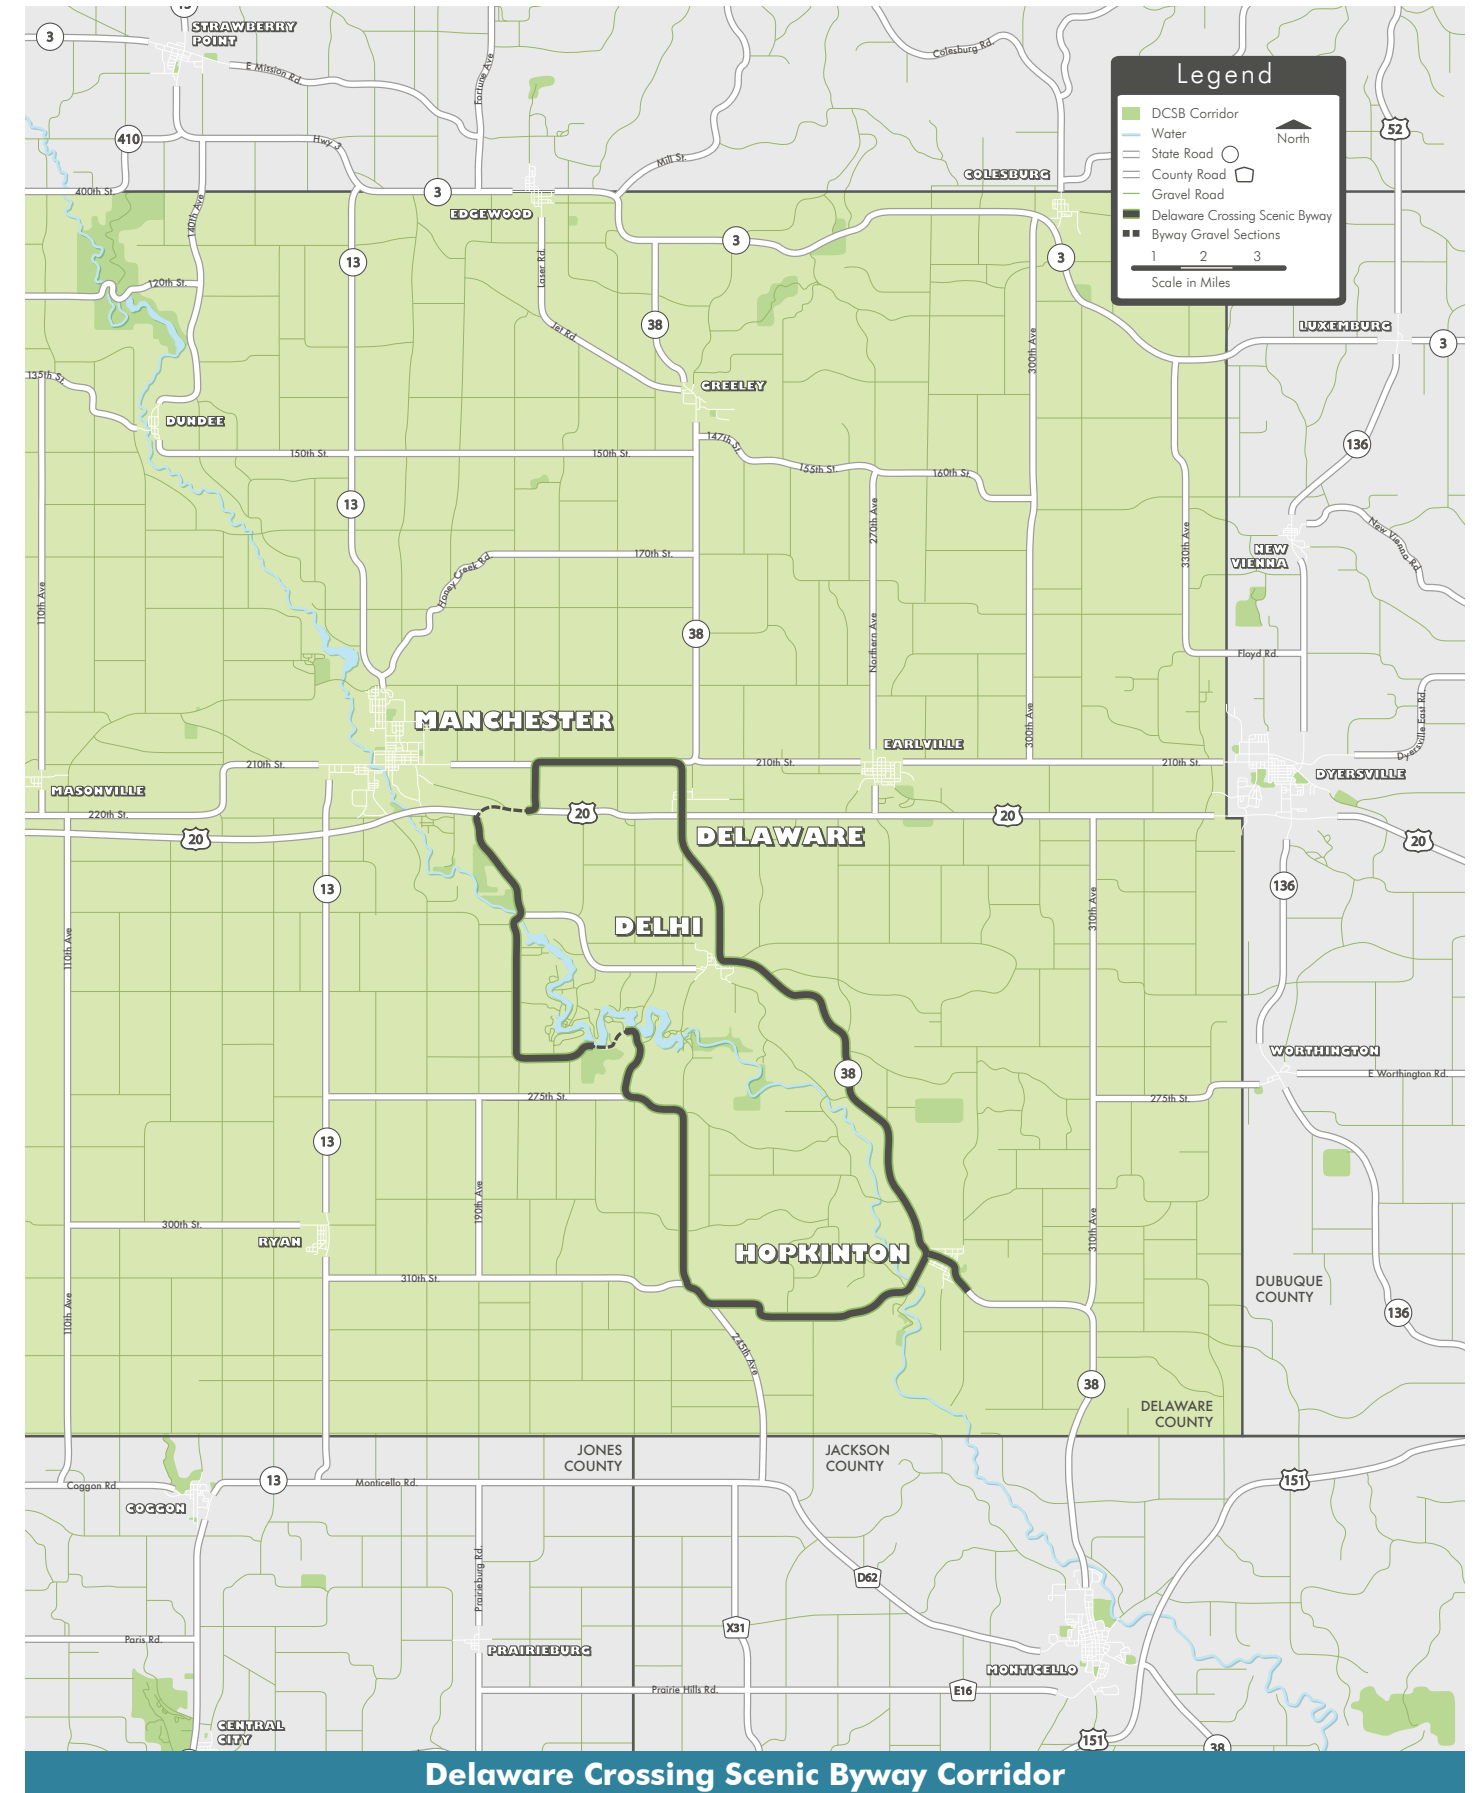 13
STRAWBERRY
POINT
3
E Mission Rd.
Fortune Ave
Colesburg Rd.
Legend
DCSB Corridor
Water
North
State Road
County Road
Gravel Road
Delaware Crossing Scenic Byway
Byway Gravel Sections
1 2 3
Scale in Miles
52
410
Hwy 3
Mill St.
COLESBURG
400th St.
3
EDGEWOOD
140th Ave
13
Laser Rd.
3
3
120th St.
38
Jet Rd
300th Ave
LUXEMBURG
3
135th St.
GREELEY
DUNDEE
136
150th St.
150th St.
147th St.
155th St.
160th St.
13
270th Ave
330th Ave
NEW
VIENNA
New Vienna Rd
170th St.
Honey Creek Rd.
110th Ave
38
Northern Ave
Floyd Rd.
MANCHESTER
300th Ave
Dyersville East Rd.
EARLVILLE
210th St.
210th St.
210th St.
DYERSVILLE
MASONVILLE
220th St.
20
20
20
20
DELAWARE
13
136
110th Ave
DELHI
310th Ave
38
WORTHINGTON
E Worthington Rd.
275th St.
275th St.
13
190th Ave
300th St.
RYAN
310th Ave
HOPKINTON
310th St.
110th Ave
DUBUQUE
COUNTY
136
245th Ave
38
DELAWARE
COUNTY
JONES
COUNTY
JACKSON
COUNTY
Coggon Rd.
13
Monticello Rd.
151
COGGON
Prairieburg Rd.
D62
X31
Paris Rd.
PRAIRIEBURG
MONTICELLO
Prairie Hills Rd.
E16
CENTRAL
CITY
151
38
Delaware Crossing Scenic Byway Corridor